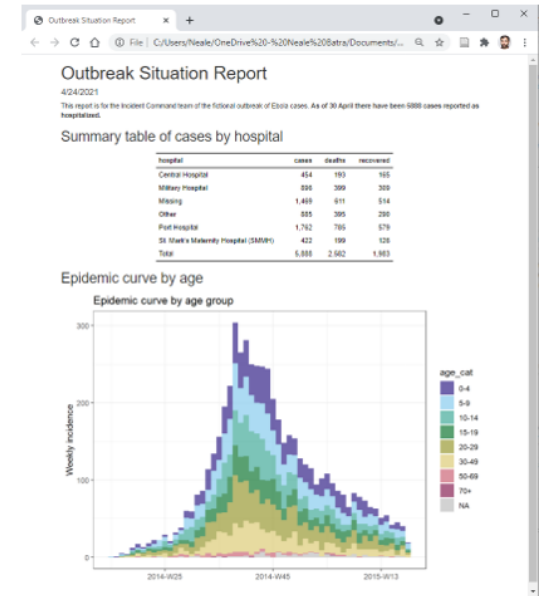 Outbreak Situation Report
File C:/Users/Neale/OneDrive%20-%20Neale%20Batra/Documents/...
Outbreak Situation Report
4/24/2021
This report is for the Incident Command team of the fictional outbreak of Ebola cases. As of 30 April there have been 5888 cases reported as
hospitalized.
Summary table of cases by hospital
hospital cases deaths recovered
Central Hospital 454 193 165
Military Hospital 896 399 309
Missing 1,469 611 514
Other 885 395 290
Port Hospital 1,762 785 579
St. Mark's Maternity Hospital (SMMH) 422 199 126
Total 5,888 2,582 1,983
Epidemic curve by age
Epidemic curve by age group
300
200
100
0
Weekly incidence
2014-W25 2014-W45 2015-W13
age_cat
0-4
5-9
10-14
15-19
20-29
30-49
50-69
70+
NA